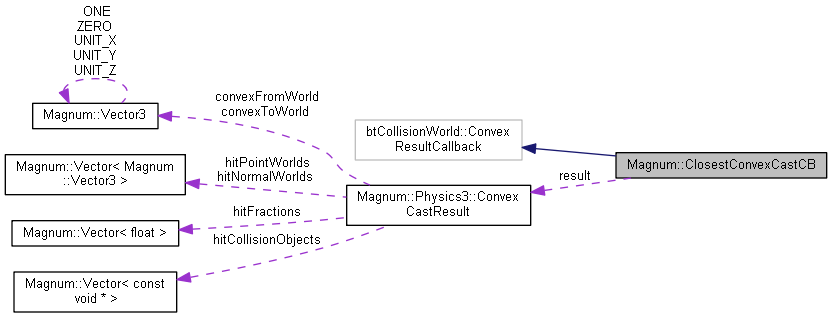 ONE
ZERO
UNIT_X
UNIT_Y
UNIT_Z
Magnum::Vector3
convexFromWorld
convexToWorld
btCollisionWorld::Convex
ResultCallback
Magnum::ClosestConvexCastCB
Magnum::Vector< Magnum
::Vector3 >
hitPointWorlds
hitNormalWorlds
result
Magnum::Physics3::Convex
CastResult
hitFractions
Magnum::Vector< float >
hitCollisionObjects
Magnum::Vector< const
void * >